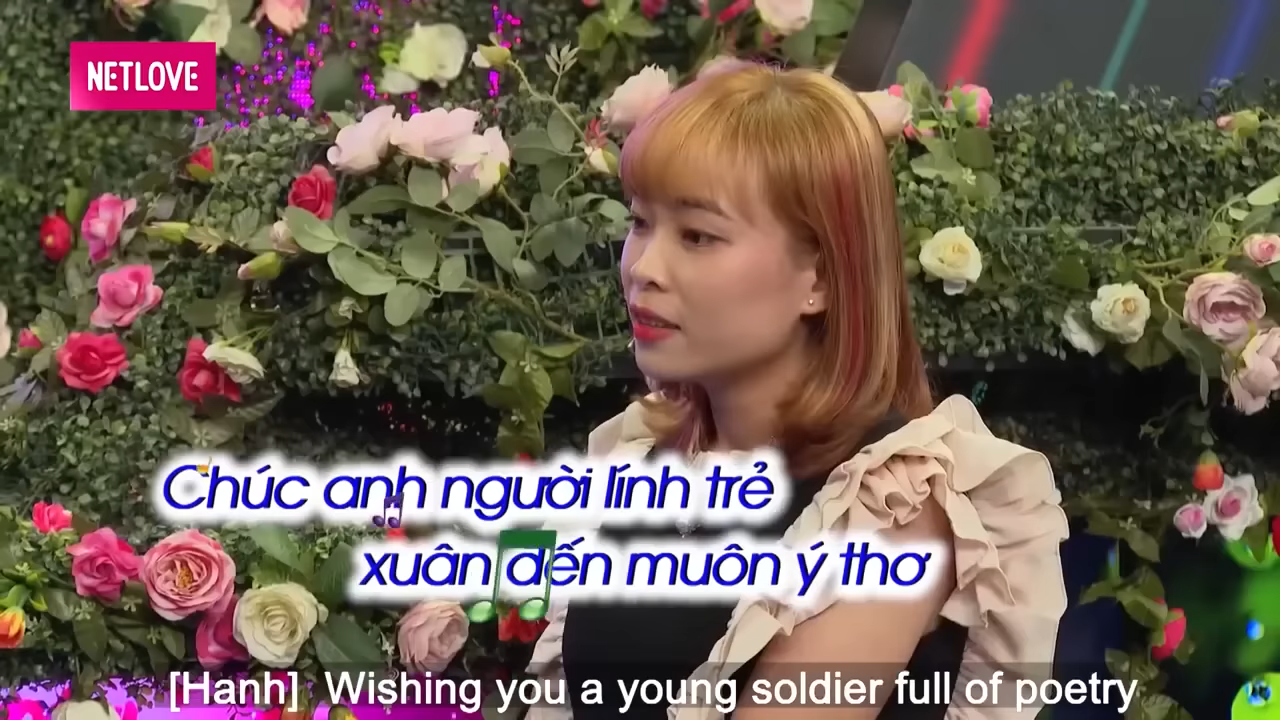 NETLOVE
Chúc anh người lính trẻ
xuân đến muôn ý thơ
[Hanh]  Wishing you a young soldier full of poetry